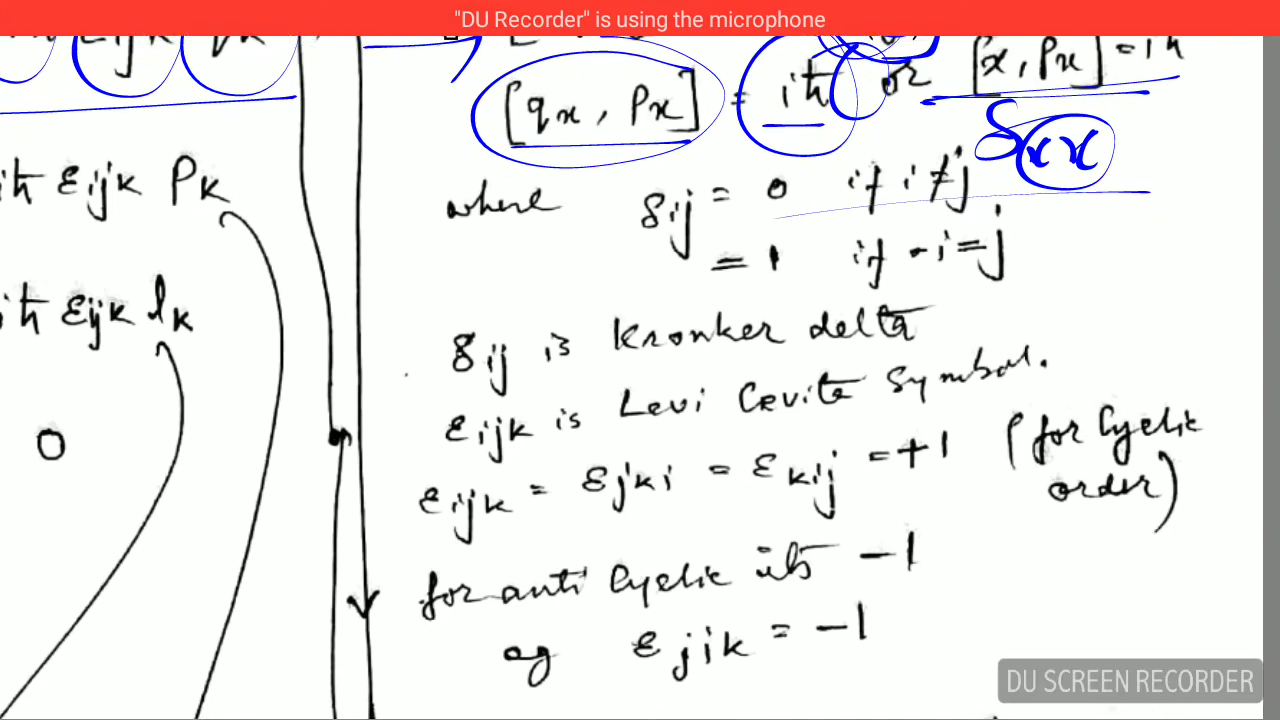 "DU Recorder" is using the microphone
εijk qk
[qx, Px] = iħ or [x, Px] = iħ
δxx
iħ εijk Pk
where δij = 0 if i ≠ j
= 1 if i = j
iħ εijk lk
δij is Kronker delta
εijk is Levi Cevita Symbol.
0
εijk = εjki = εkij = +1 (for Cyclic
order)
for anti Cyclic its -1
eg εjik = -1
DU SCREEN RECORDER